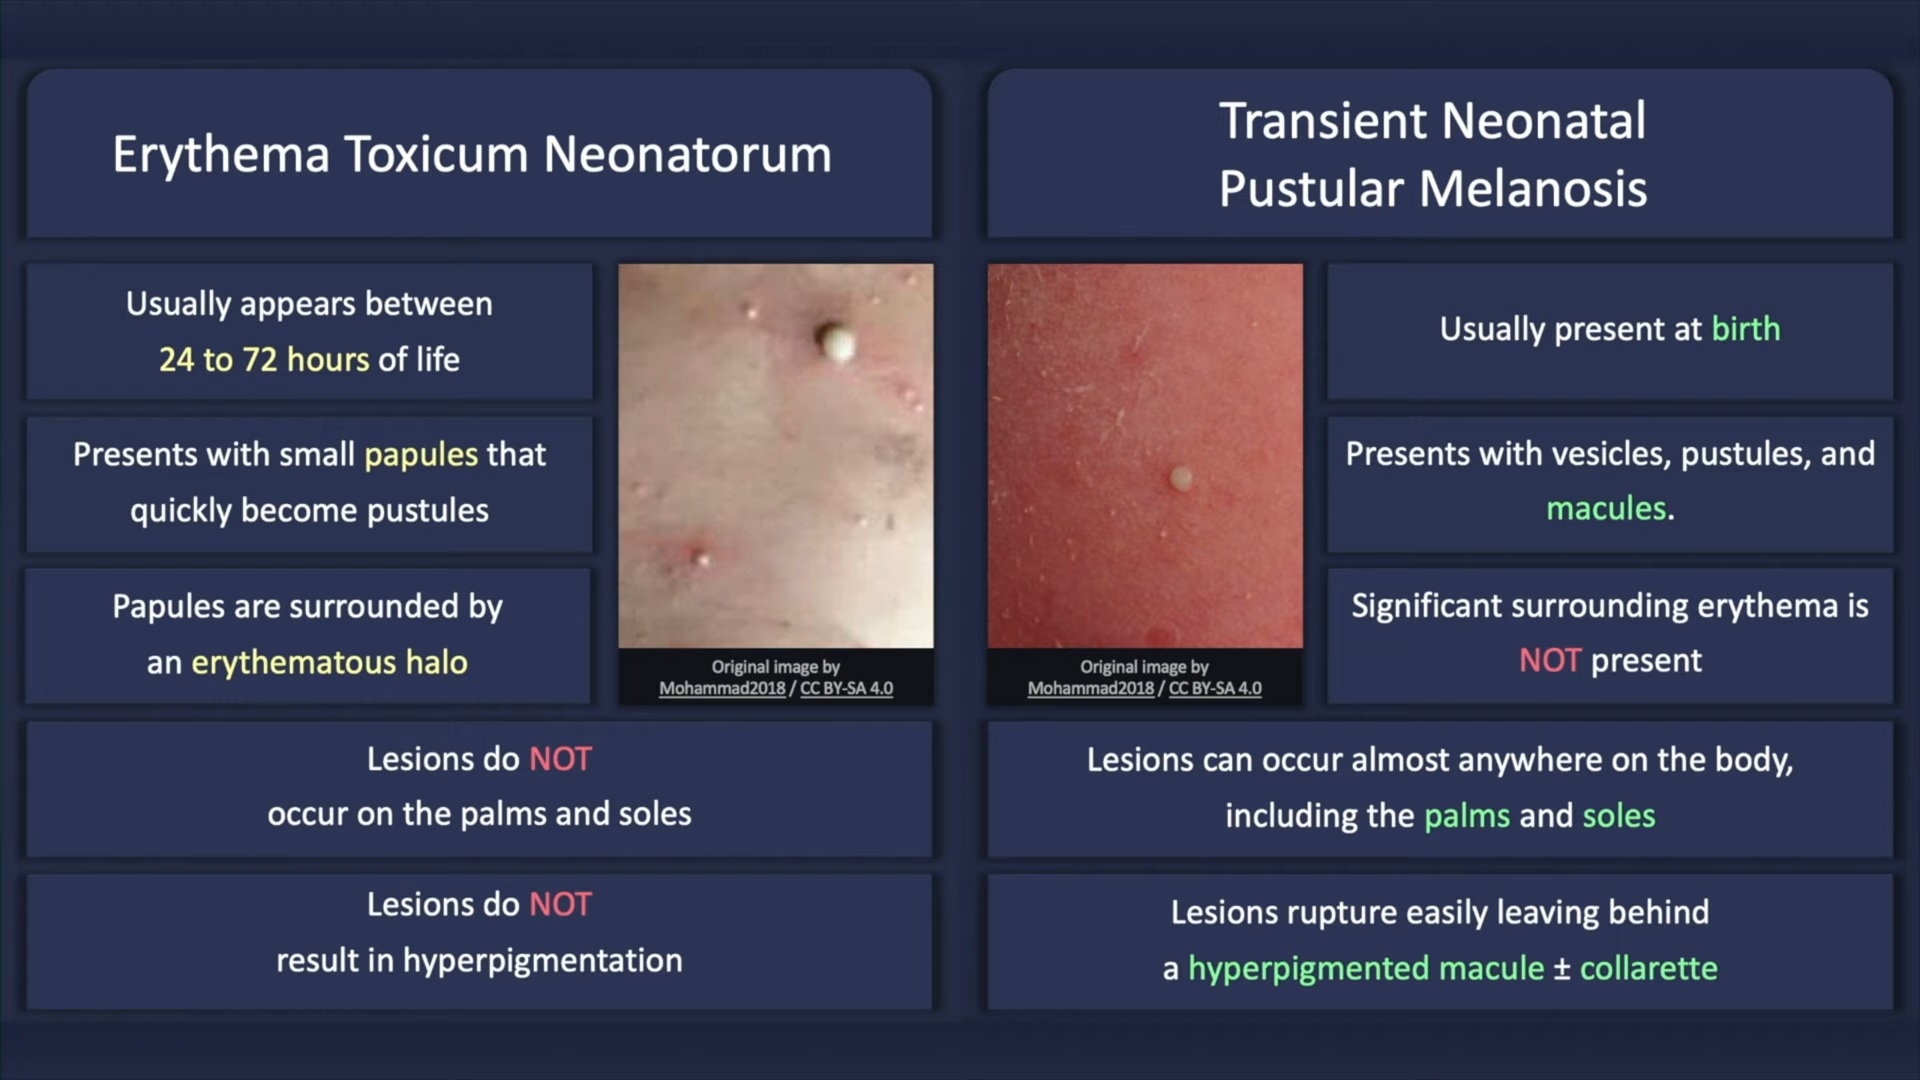 Erythema Toxicum Neonatorum
Usually appears between
24 to 72 hours of life
Presents with small papules that
quickly become pustules
Papules are surrounded by
an erythematous halo
Original image by
Mohammad2018 / CC BY-SA 4.0
Lesions do NOT
occur on the palms and soles
Lesions do NOT
result in hyperpigmentation
Transient Neonatal
Pustular Melanosis
Original image by
Mohammad2018 / CC BY-SA 4.0
Usually present at birth
Presents with vesicles, pustules, and
macules.
Significant surrounding erythema is
NOT present
Lesions can occur almost anywhere on the body,
including the palms and soles
Lesions rupture easily leaving behind
a hyperpigmented macule ± collarette